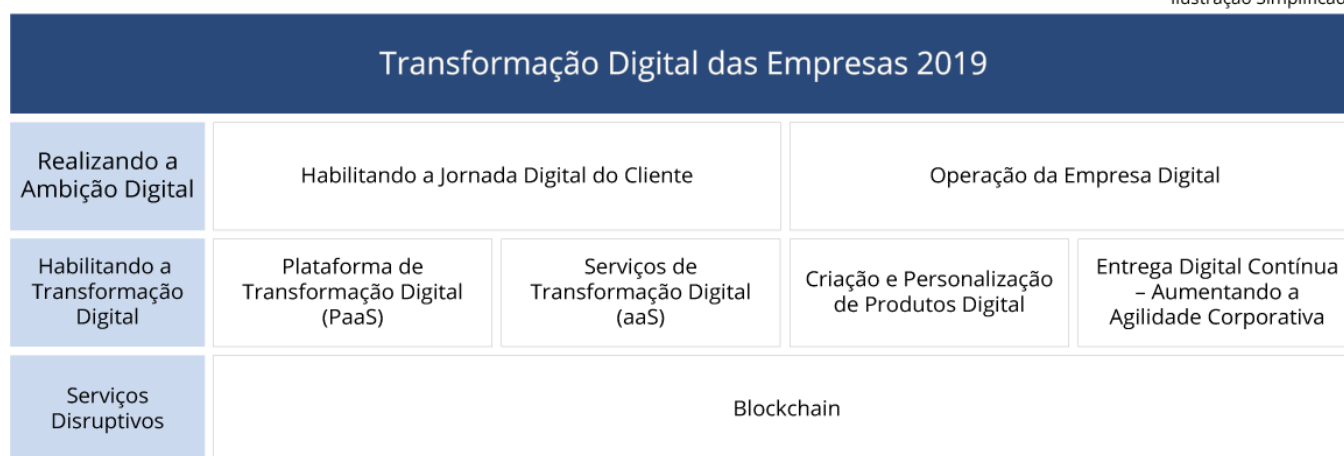 Transformação Digital das Empresas 2019
Realizando a
Ambição Digital
Habilitando a Jornada Digital do Cliente
Operação da Empresa Digital
Habilitando a
Transformação
Digital
Plataforma de
Transformação Digital
(PaaS)
Serviços de
Transformação Digital
(aaS)
Criação e Personalização
de Produtos Digital
Entrega Digital Contínua
– Aumentando a
Agilidade Corporativa
Serviços
Disruptivos
Blockchain